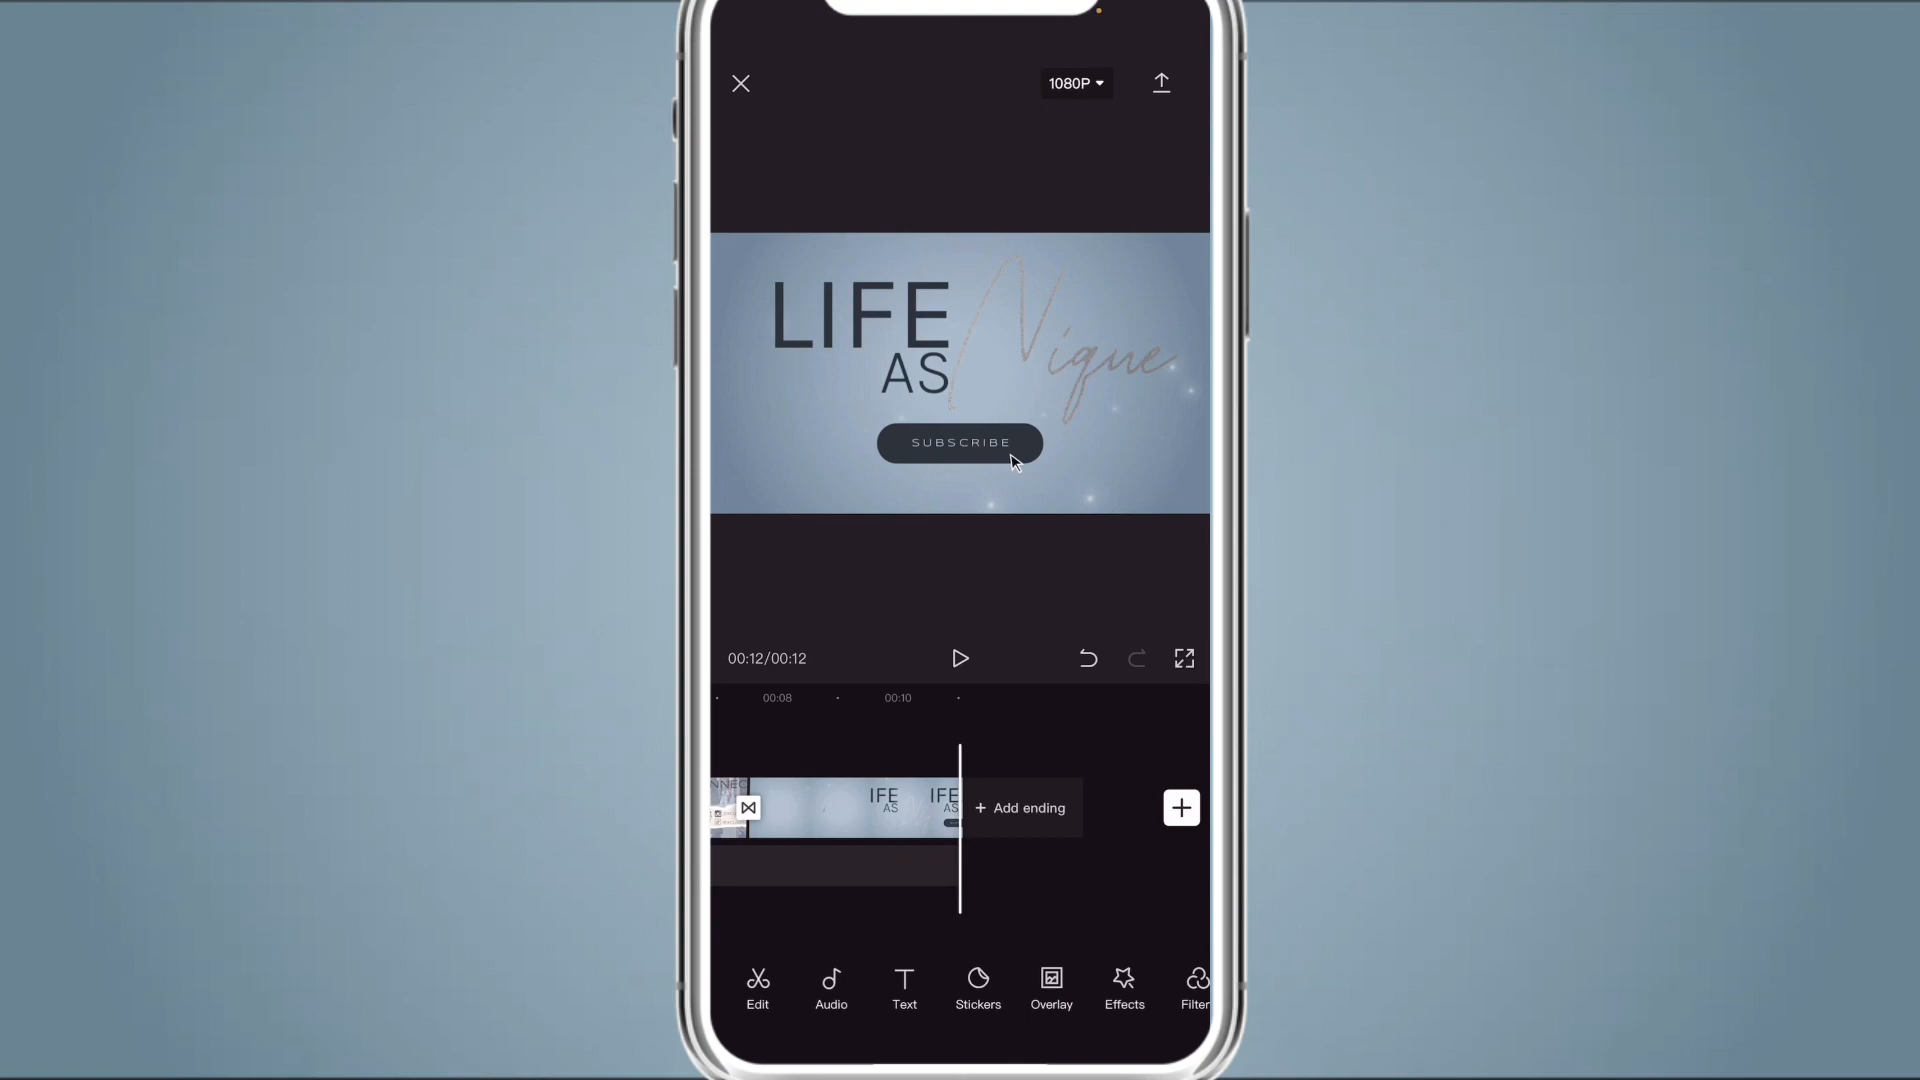 1080P
LIFE
AS
Nique
SUBSCRIBE
00:12/00:12
00:08
00:10
NNEC
IFE
AS
IFE
AS
+ Add ending
Edit
Audio
Text
Stickers
Overlay
Effects
Filter